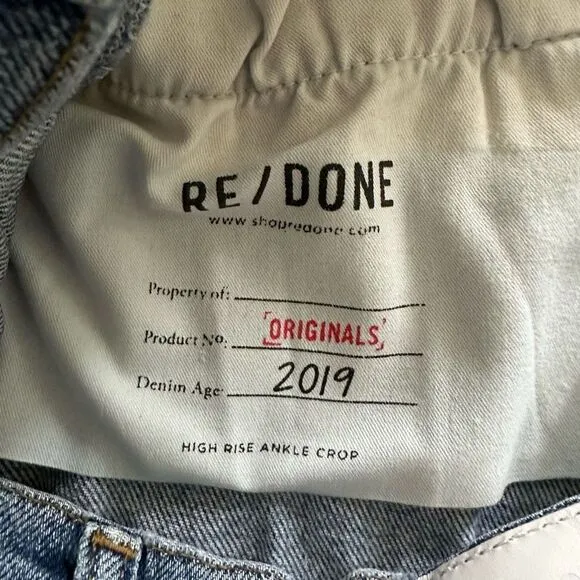 RE/DONE
www.shopredone.com
Property of:
Product No. [ORIGINALS]
Denim Age 2019
HIGH RISE ANKLE CROP